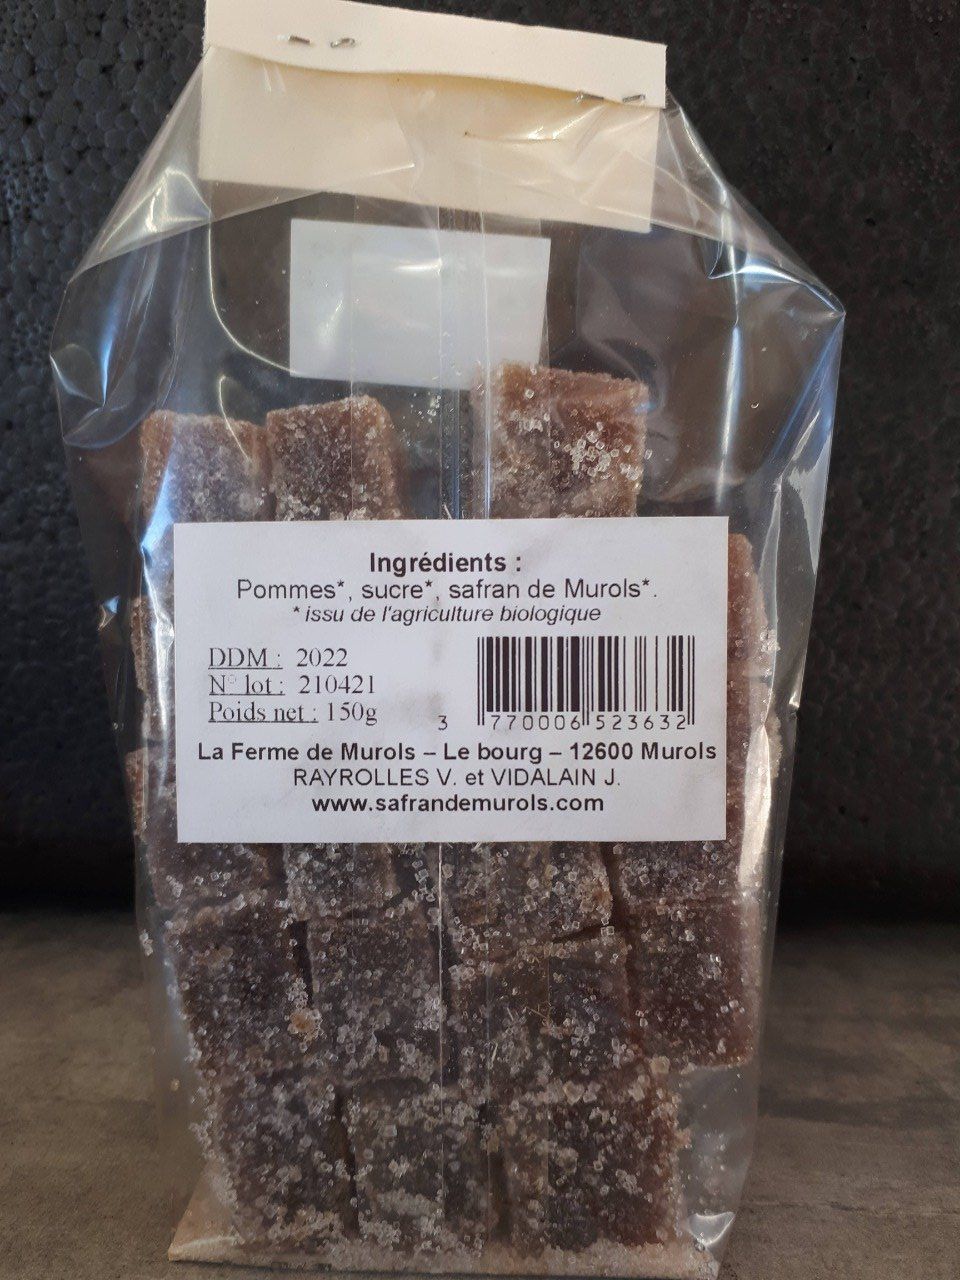 Ingrédients :
Pommes*, sucre*, safran de Murols*.
* issu de l'agriculture biologique
DDM : 2022
N° lot : 210421
Poids net : 150g
3 770006 523632
La Ferme de Murols – Le bourg – 12600 Murols
RAYROLLES V. et VIDALAIN J.
www.safrandemurols.com